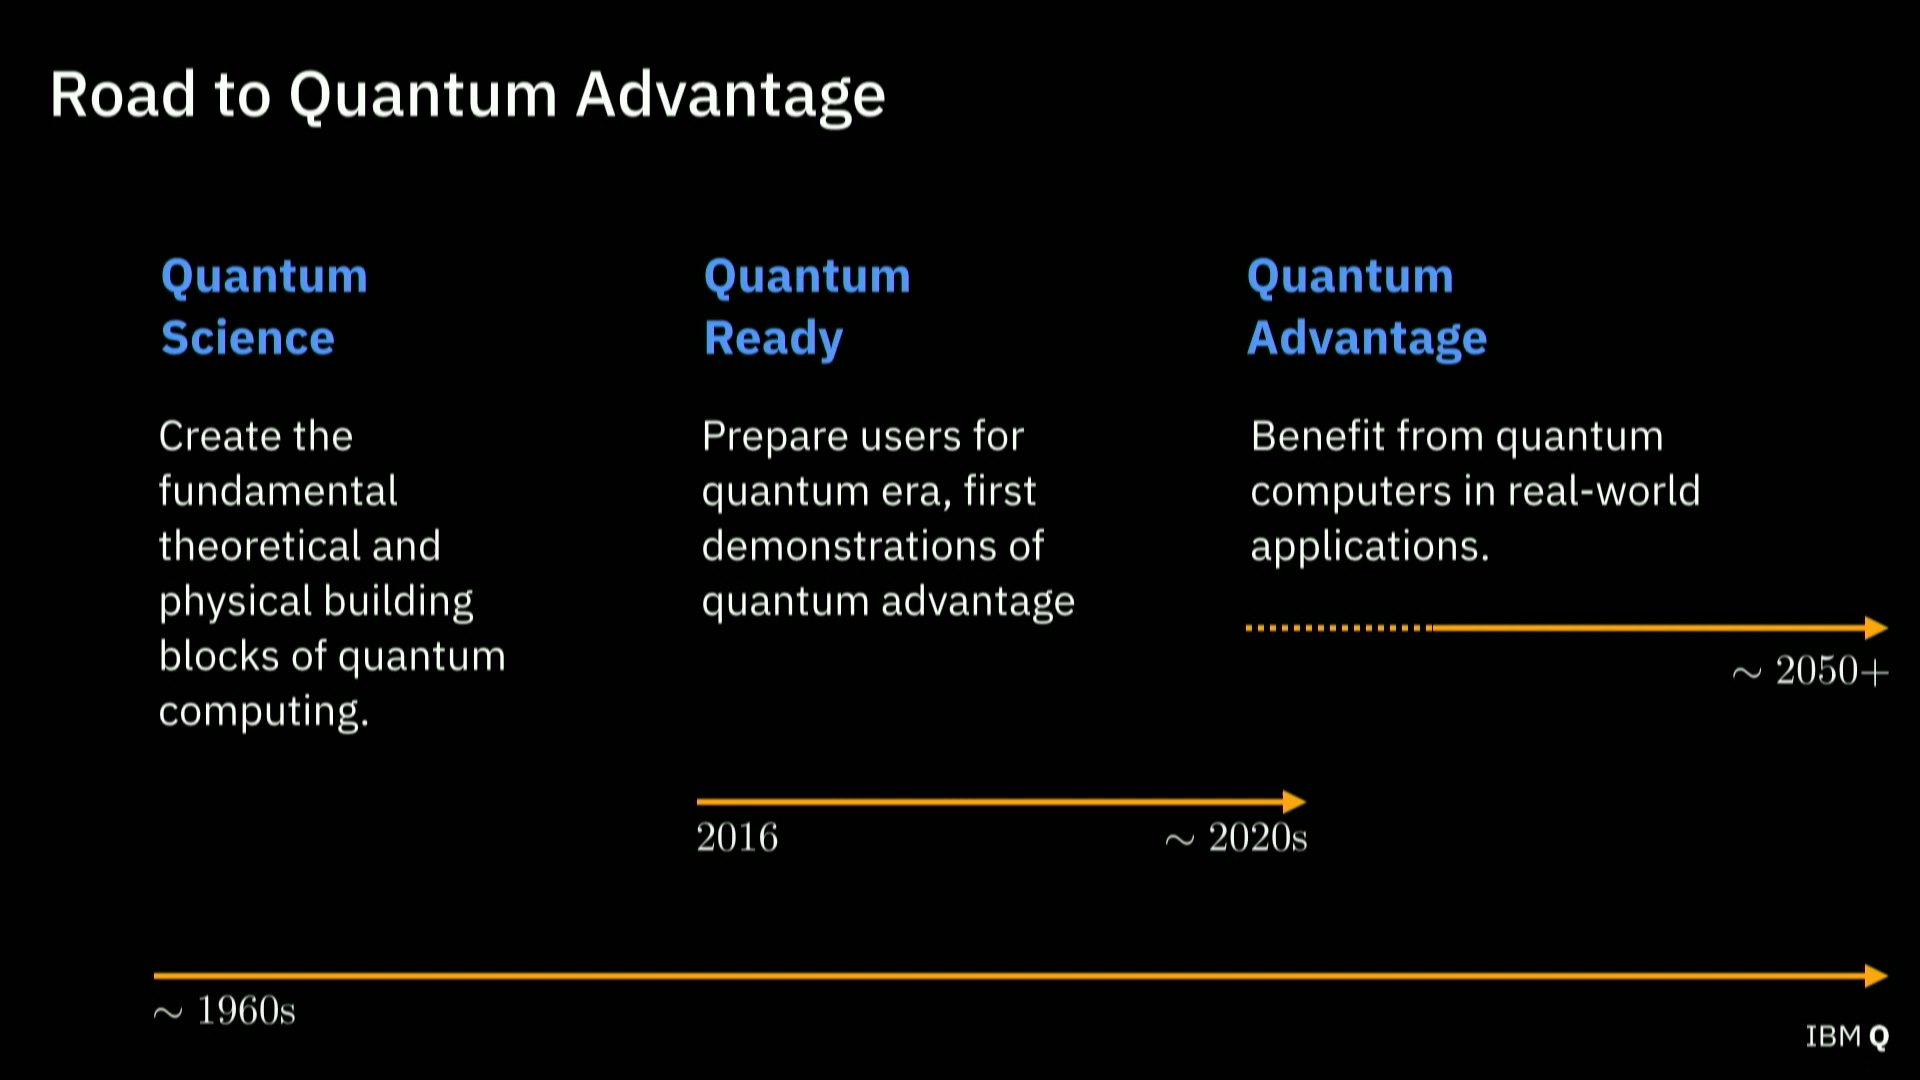 Road to Quantum Advantage
Quantum
Science
Create the
fundamental
theoretical and
physical building
blocks of quantum
computing.
Quantum
Ready
Prepare users for
quantum era, first
demonstrations of
quantum advantage
Quantum
Advantage
Benefit from quantum
computers in real-world
applications.
~ 2050+
2016
~ 2020s
~ 1960s
IBM Q